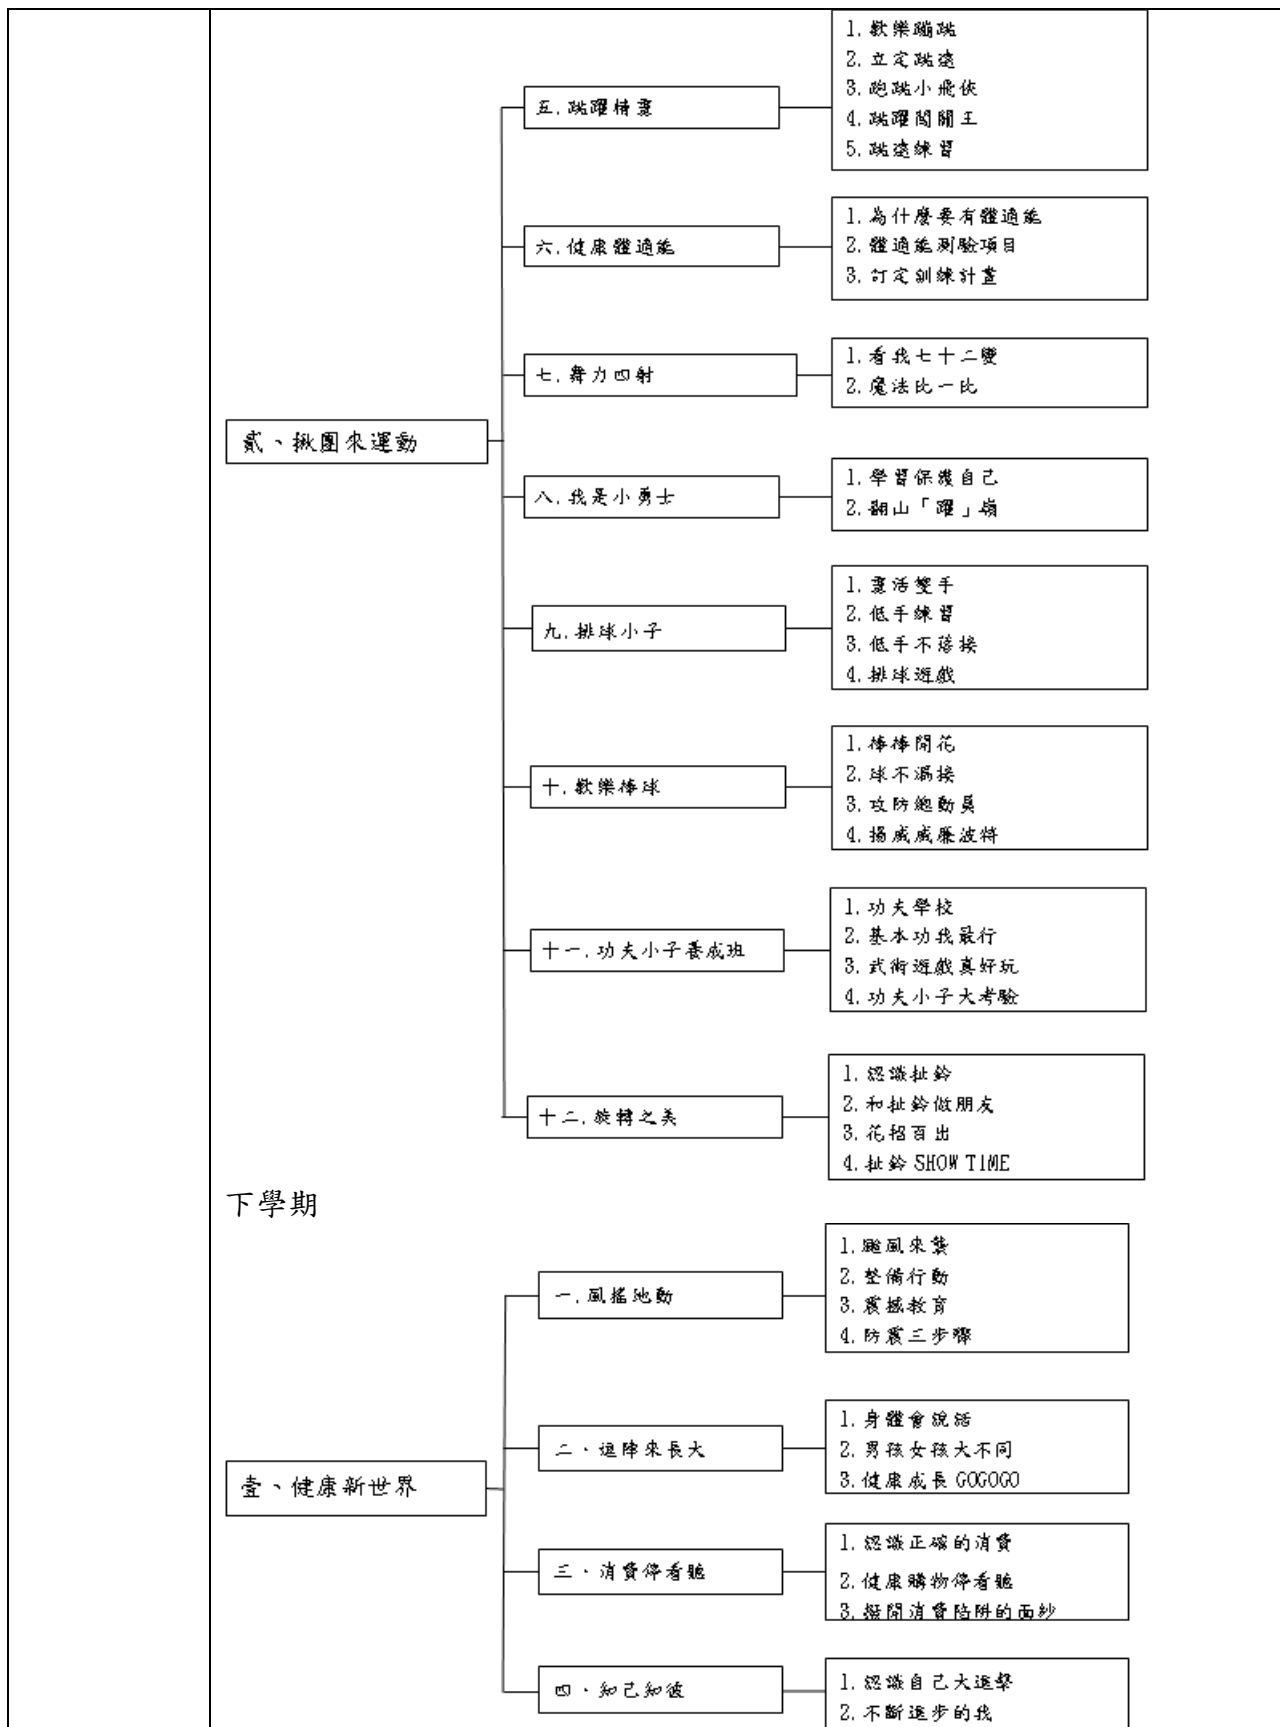 貳、揪團來運動
五.跳躍精靈
1.歡樂蹦跳
2.立定跳遠
3.跑跳小飛俠
4.跳躍闖關王
5.跳遠練習
六.健康體適能
1.為什麼要有體適能
2.體適能測驗項目
3.訂定訓練計畫
七.舞力四射
1.看我七十二變
2.魔法比一比
八.我是小勇士
1.學習保護自己
2.翻山「躍」嶺
九.排球小子
1.靈活雙手
2.低手練習
3.低手不落接
4.排球遊戲
十.歡樂棒球
1.棒棒開花
2.球不漏接
3.攻防總動員
4.揚威威廉波特
十一.功夫小子養成班
1.功夫學校
2.基本功我最行
3.武術遊戲真好玩
4.功夫小子大考驗
十二.旋轉之美
1.認識扯鈴
2.和扯鈴做朋友
3.花招百出
4.扯鈴 SHOW TIME
下學期
壹、健康新世界
一.風搖地動
1.颱風來襲
2.整備行動
3.震撼教育
4.防震三步驟
二、逗陣來長大
1.身體會說話
2.男孩女孩大不同
3.健康成長 GOGOGO
三、消費停看聽
1.認識正確的消費
2.健康購物停看聽
3.掀開消費陷阱的面紗
四、知己知彼
1.認識自己大進擊
2.不斷進步的我